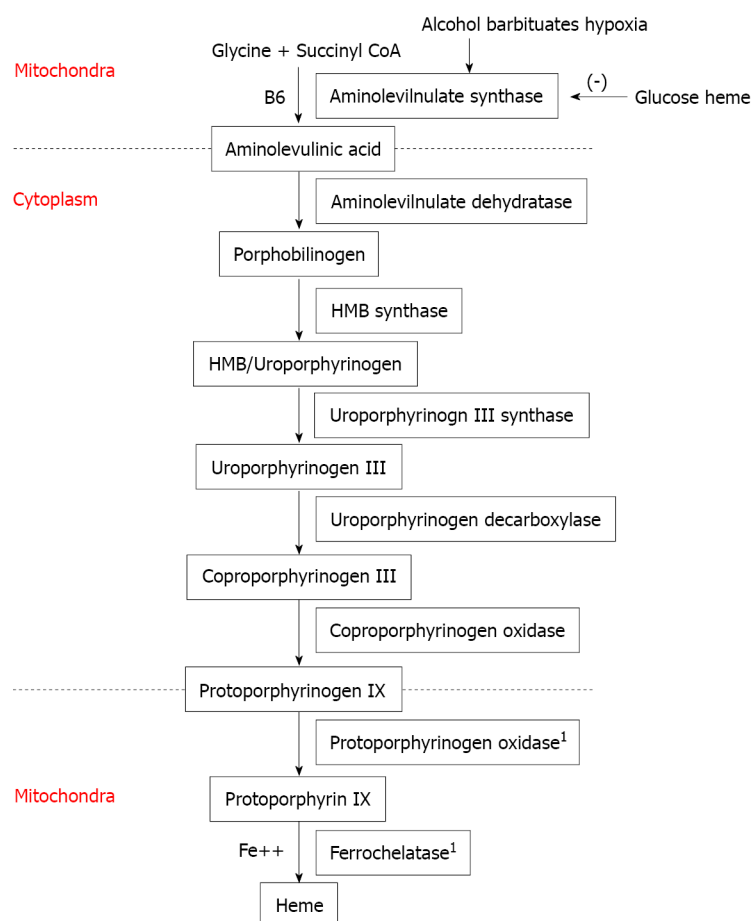 Alcohol barbituates hypoxia
Glycine + Succinyl CoA
Mitochondra
(-)
B6
Aminolevilnulate synthase
Glucose heme
Aminolevulinic acid
Cytoplasm
Aminolevilnulate dehydratase
Porphobilinogen
HMB synthase
HMB/Uroporphyrinogen
Uroporphyrinogn III synthase
Uroporphyrinogen III
Uroporphyrinogen decarboxylase
Coproporphyrinogen III
Coproporphyrinogen oxidase
Protoporphyrinogen IX
Protoporphyrinogen oxidase¹
Mitochondra
Protoporphyrin IX
Fe++
Ferrochelatase¹
Heme